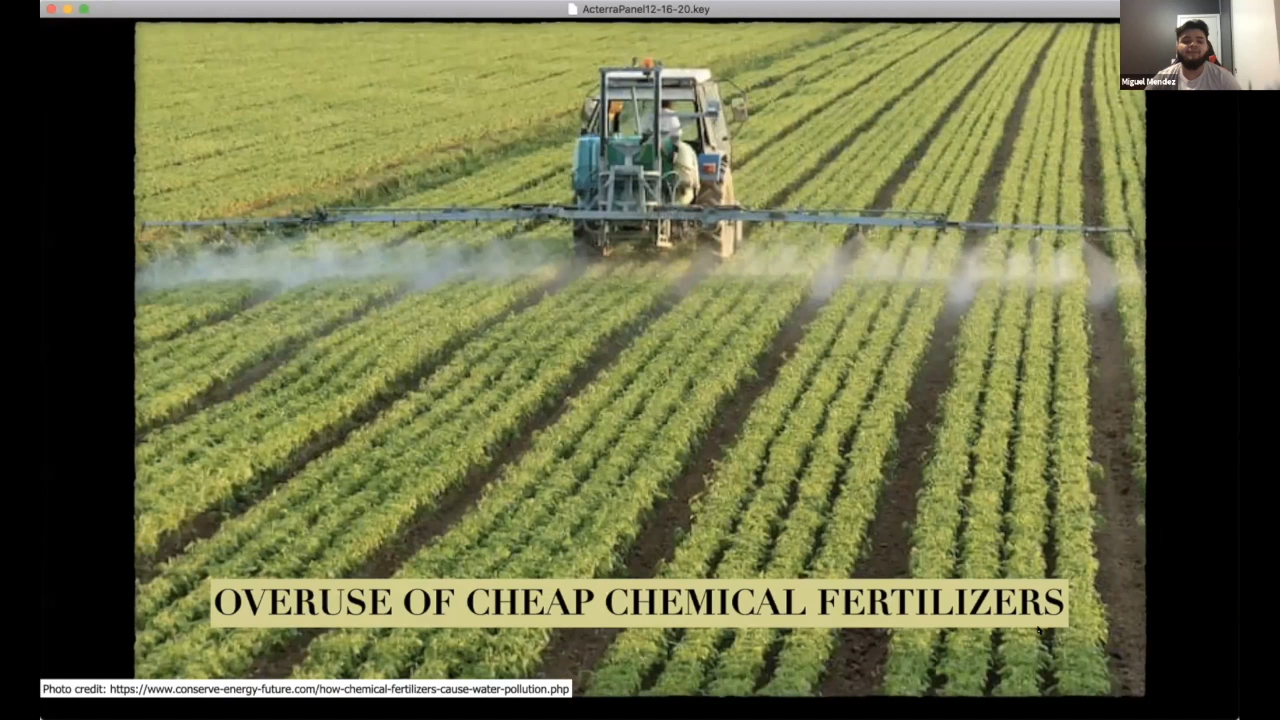 ActerraPanel12-16-20.key
Miguel Mendez
OVERUSE OF CHEAP CHEMICAL FERTILIZERS
Photo credit: https://www.conserve-energy-future.com/how-chemical-fertilizers-cause-water-pollution.php